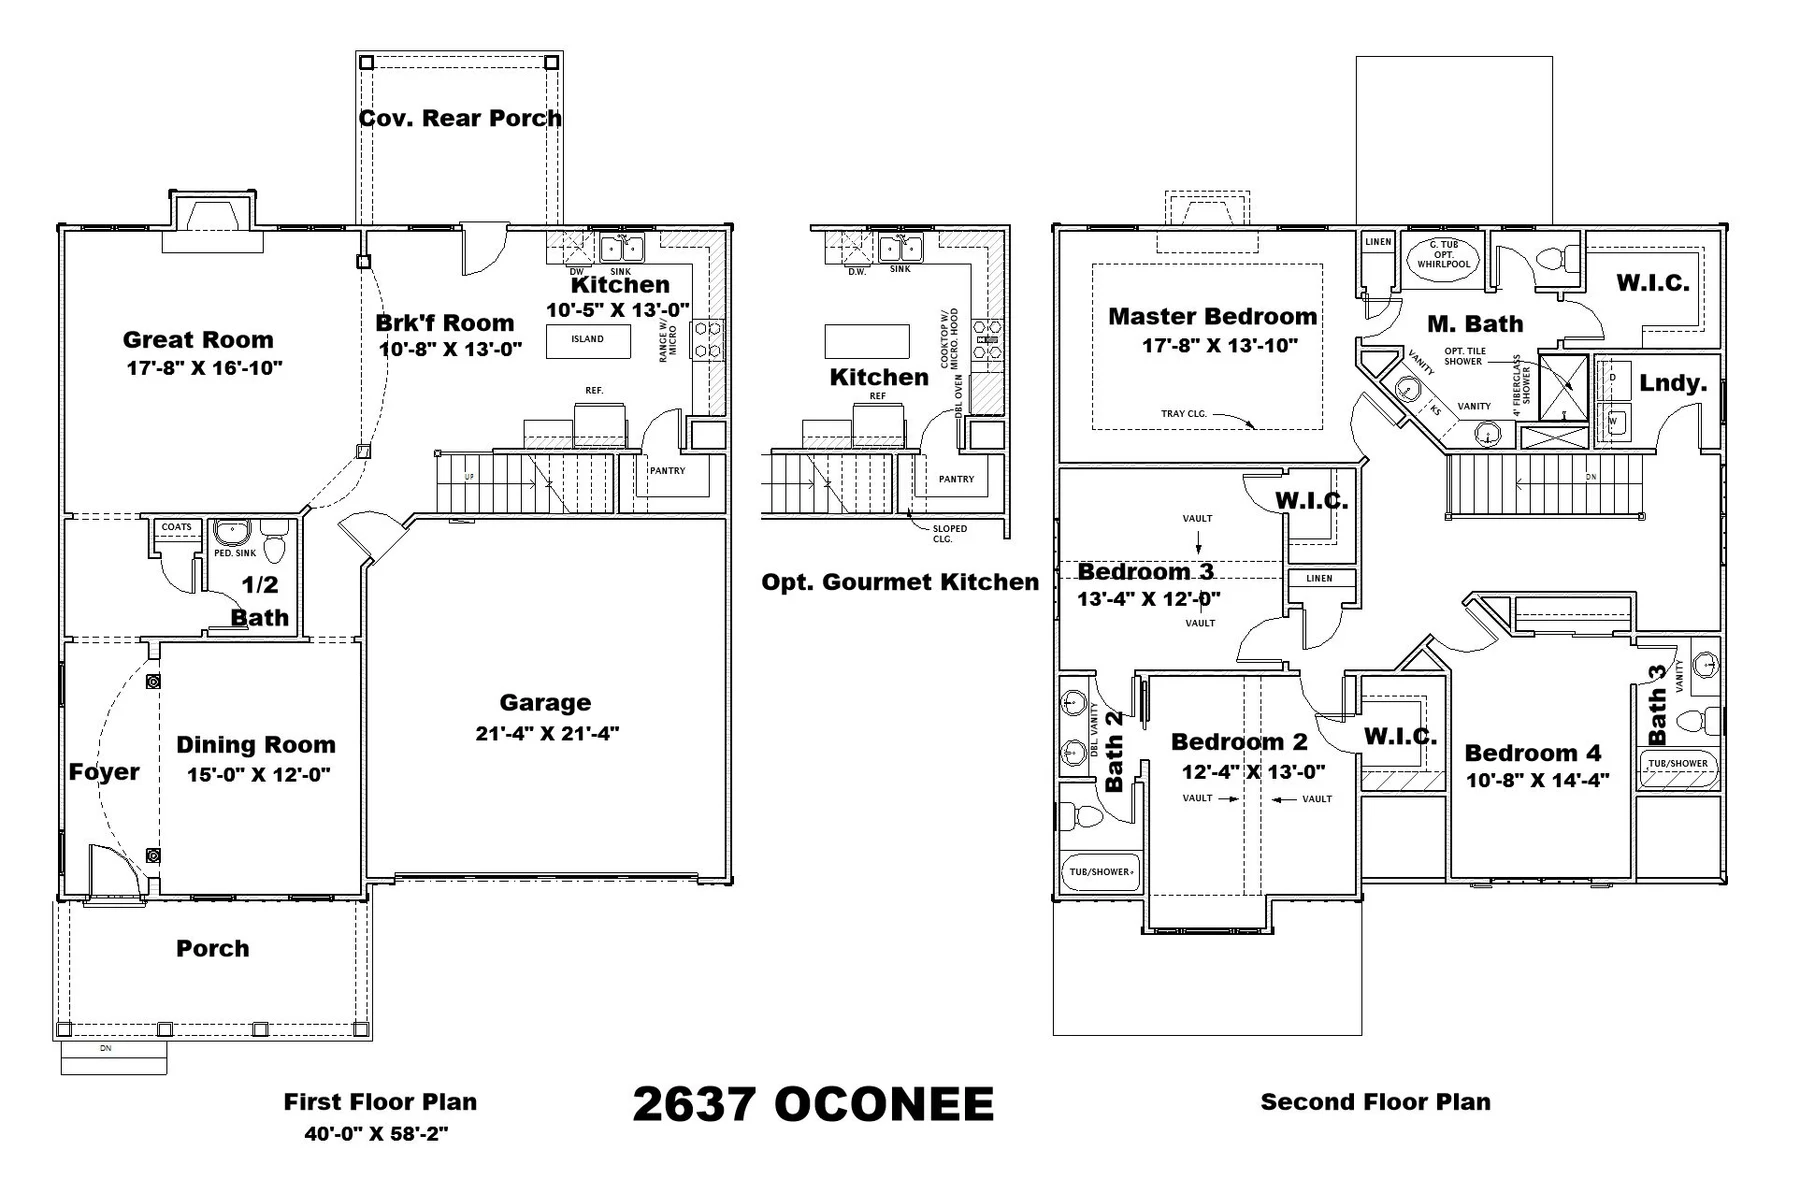 Cov. Rear Porch
Great Room
17'-8" X 16'-10"
Brk'f Room
10'-8" X 13'-0"
DW
SINK
Kitchen
10'-5" X 13'-0"
ISLAND
RANGE W/
MICRO
REF.
UP
PANTRY
COATS
PED. SINK
1/2
Bath
Foyer
Dining Room
15'-0" X 12'-0"
Garage
21'-4" X 21'-4"
Porch
DN
First Floor Plan
40'-0" X 58'-2"
D.W.
SINK
COOKTOP W/
MICRO. HOOD
DBL OVEN
Kitchen
REF
PANTRY
SLOPED
CLG.
Opt. Gourmet Kitchen
2637 OCONEE
Master Bedroom
17'-8" X 13'-10"
TRAY CLG.
LINEN
G. TUB
OPT.
WHIRLPOOL
W.I.C.
M. Bath
OPT. TILE
SHOWER
4' FIBERGLASS
SHOWER
VANITY
KS
VANITY
D
W
Lndy.
DN
W.I.C.
VAULT
Bedroom 3
13'-4" X 12'-0"
VAULT
LINEN
DBL. VANITY
Bath 2
TUB/SHOWER
Bedroom 2
12'-4" X 13'-0"
VAULT
VAULT
W.I.C.
Bedroom 4
10'-8" X 14'-4"
Bath 3
VANITY
TUB/SHOWER
Second Floor Plan